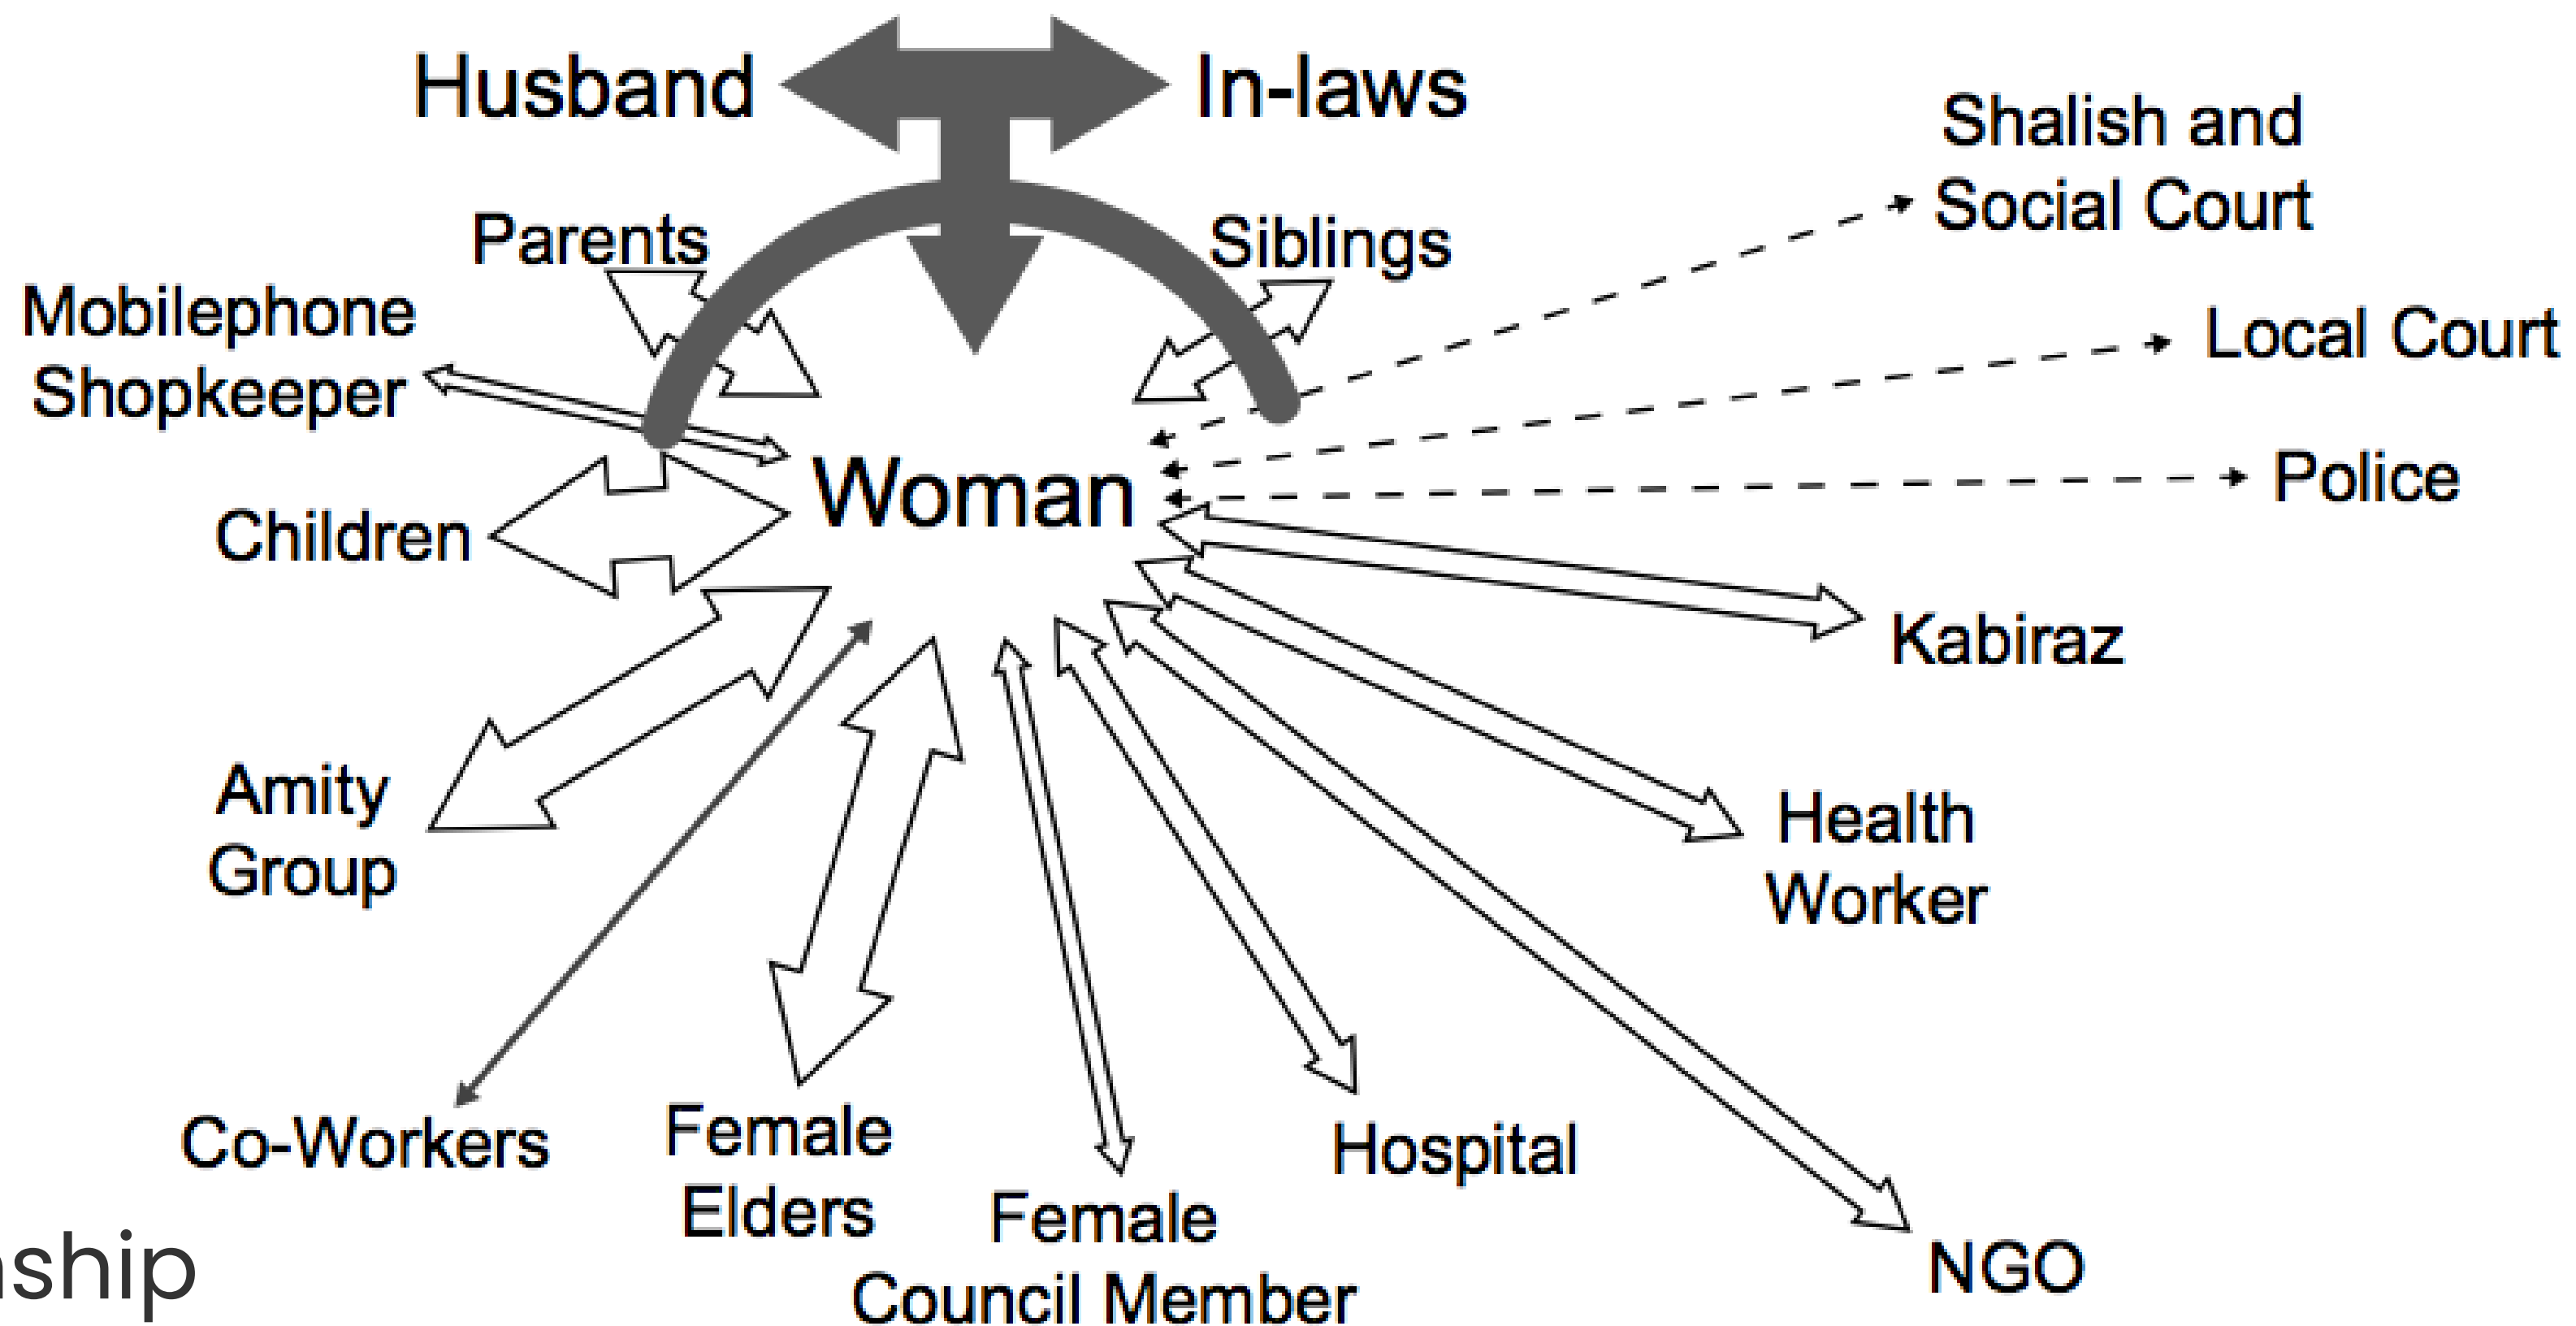 Husband
In-laws
Shalish and
Social Court
Parents
Siblings
Mobilephone
Shopkeeper
Local Court
Woman
Police
Children
Kabiraz
Amity
Group
Health
Worker
Co-Workers
Female
Elders
Hospital
Female
Council Member
NGO